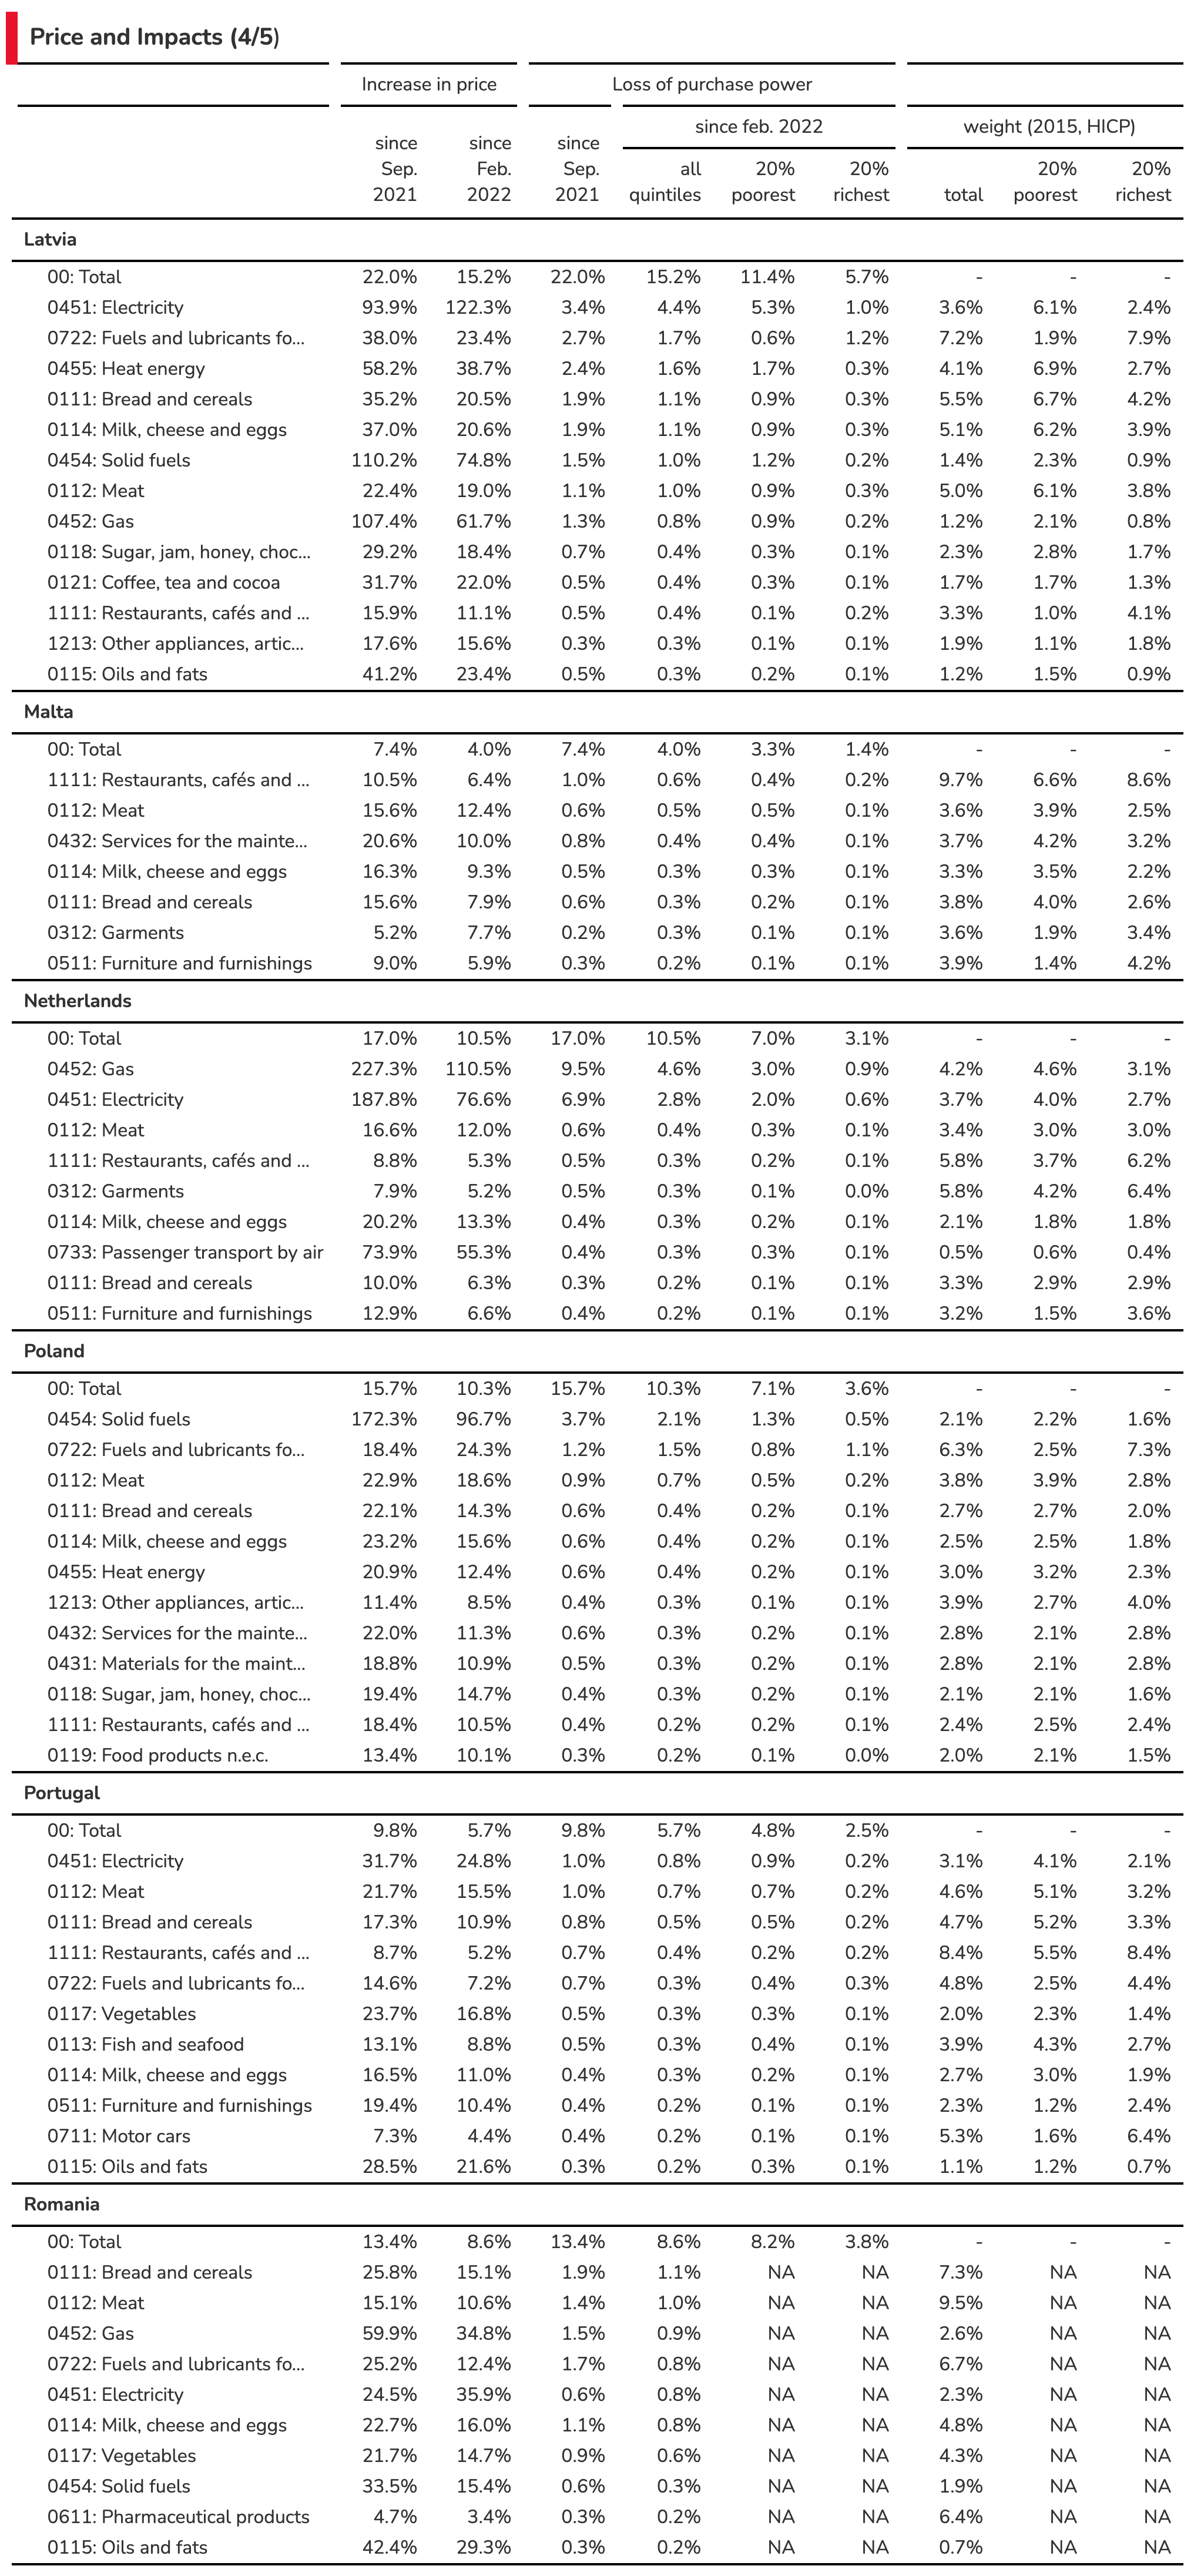 Price and Impacts (4/5)
Increase in price Loss of purchase power
since feb. 2022 weight (2015, HICP)
since since since
Sep. Feb. Sep. all 20% 20% 20% 20%
2021 2022 2021 quintiles poorest richest total poorest richest
Latvia
00: Total 22.0% 15.2% 22.0% 15.2% 11.4% 5.7% - - -
0451: Electricity 93.9% 122.3% 3.4% 4.4% 5.3% 1.0% 3.6% 6.1% 2.4%
0722: Fuels and lubricants fo... 38.0% 23.4% 2.7% 1.7% 0.6% 1.2% 7.2% 1.9% 7.9%
0455: Heat energy 58.2% 38.7% 2.4% 1.6% 1.7% 0.3% 4.1% 6.9% 2.7%
0111: Bread and cereals 35.2% 20.5% 1.9% 1.1% 0.9% 0.3% 5.5% 6.7% 4.2%
0114: Milk, cheese and eggs 37.0% 20.6% 1.9% 1.1% 0.9% 0.3% 5.1% 6.2% 3.9%
0454: Solid fuels 110.2% 74.8% 1.5% 1.0% 1.2% 0.2% 1.4% 2.3% 0.9%
0112: Meat 22.4% 19.0% 1.1% 1.0% 0.9% 0.3% 5.0% 6.1% 3.8%
0452: Gas 107.4% 61.7% 1.3% 0.8% 0.9% 0.2% 1.2% 2.1% 0.8%
0118: Sugar, jam, honey, choc... 29.2% 18.4% 0.7% 0.4% 0.3% 0.1% 2.3% 2.8% 1.7%
0121: Coffee, tea and cocoa 31.7% 22.0% 0.5% 0.4% 0.3% 0.1% 1.7% 1.7% 1.3%
1111: Restaurants, cafés and ... 15.9% 11.1% 0.5% 0.4% 0.1% 0.2% 3.3% 1.0% 4.1%
1213: Other appliances, artic... 17.6% 15.6% 0.3% 0.3% 0.1% 0.1% 1.9% 1.1% 1.8%
0115: Oils and fats 41.2% 23.4% 0.5% 0.3% 0.2% 0.1% 1.2% 1.5% 0.9%
Malta
00: Total 7.4% 4.0% 7.4% 4.0% 3.3% 1.4% - - -
1111: Restaurants, cafés and ... 10.5% 6.4% 1.0% 0.6% 0.4% 0.2% 9.7% 6.6% 8.6%
0112: Meat 15.6% 12.4% 0.6% 0.5% 0.5% 0.1% 3.6% 3.9% 2.5%
0432: Services for the mainte... 20.6% 10.0% 0.8% 0.4% 0.4% 0.1% 3.7% 4.2% 3.2%
0114: Milk, cheese and eggs 16.3% 9.3% 0.5% 0.3% 0.3% 0.1% 3.3% 3.5% 2.2%
0111: Bread and cereals 15.6% 7.9% 0.6% 0.3% 0.2% 0.1% 3.8% 4.0% 2.6%
0312: Garments 5.2% 7.7% 0.2% 0.3% 0.1% 0.1% 3.6% 1.9% 3.4%
0511: Furniture and furnishings 9.0% 5.9% 0.3% 0.2% 0.1% 0.1% 3.9% 1.4% 4.2%
Netherlands
00: Total 17.0% 10.5% 17.0% 10.5% 7.0% 3.1% - - -
0452: Gas 227.3% 110.5% 9.5% 4.6% 3.0% 0.9% 4.2% 4.6% 3.1%
0451: Electricity 187.8% 76.6% 6.9% 2.8% 2.0% 0.6% 3.7% 4.0% 2.7%
0112: Meat 16.6% 12.0% 0.6% 0.4% 0.3% 0.1% 3.4% 3.0% 3.0%
1111: Restaurants, cafés and ... 8.8% 5.3% 0.5% 0.3% 0.2% 0.1% 5.8% 3.7% 6.2%
0312: Garments 7.9% 5.2% 0.5% 0.3% 0.1% 0.0% 5.8% 4.2% 6.4%
0114: Milk, cheese and eggs 20.2% 13.3% 0.4% 0.3% 0.2% 0.1% 2.1% 1.8% 1.8%
0733: Passenger transport by air 73.9% 55.3% 0.4% 0.3% 0.3% 0.1% 0.5% 0.6% 0.4%
0111: Bread and cereals 10.0% 6.3% 0.3% 0.2% 0.1% 0.1% 3.3% 2.9% 2.9%
0511: Furniture and furnishings 12.9% 6.6% 0.4% 0.2% 0.1% 0.1% 3.2% 1.5% 3.6%
Poland
00: Total 15.7% 10.3% 15.7% 10.3% 7.1% 3.6% - - -
0454: Solid fuels 172.3% 96.7% 3.7% 2.1% 1.3% 0.5% 2.1% 2.2% 1.6%
0722: Fuels and lubricants fo... 18.4% 24.3% 1.2% 1.5% 0.8% 1.1% 6.3% 2.5% 7.3%
0112: Meat 22.9% 18.6% 0.9% 0.7% 0.5% 0.2% 3.8% 3.9% 2.8%
0111: Bread and cereals 22.1% 14.3% 0.6% 0.4% 0.2% 0.1% 2.7% 2.7% 2.0%
0114: Milk, cheese and eggs 23.2% 15.6% 0.6% 0.4% 0.2% 0.1% 2.5% 2.5% 1.8%
0455: Heat energy 20.9% 12.4% 0.6% 0.4% 0.2% 0.1% 3.0% 3.2% 2.3%
1213: Other appliances, artic... 11.4% 8.5% 0.4% 0.3% 0.1% 0.1% 3.9% 2.7% 4.0%
0432: Services for the mainte... 22.0% 11.3% 0.6% 0.3% 0.2% 0.1% 2.8% 2.1% 2.8%
0431: Materials for the maint... 18.8% 10.9% 0.5% 0.3% 0.2% 0.1% 2.8% 2.1% 2.8%
0118: Sugar, jam, honey, choc... 19.4% 14.7% 0.4% 0.3% 0.2% 0.1% 2.1% 2.1% 1.6%
1111: Restaurants, cafés and ... 18.4% 10.5% 0.4% 0.2% 0.2% 0.1% 2.4% 2.5% 2.4%
0119: Food products n.e.c. 13.4% 10.1% 0.3% 0.2% 0.1% 0.0% 2.0% 2.1% 1.5%
Portugal
00: Total 9.8% 5.7% 9.8% 5.7% 4.8% 2.5% - - -
0451: Electricity 31.7% 24.8% 1.0% 0.8% 0.9% 0.2% 3.1% 4.1% 2.1%
0112: Meat 21.7% 15.5% 1.0% 0.7% 0.7% 0.2% 4.6% 5.1% 3.2%
0111: Bread and cereals 17.3% 10.9% 0.8% 0.5% 0.5% 0.2% 4.7% 5.2% 3.3%
1111: Restaurants, cafés and ... 8.7% 5.2% 0.7% 0.4% 0.2% 0.2% 8.4% 5.5% 8.4%
0722: Fuels and lubricants fo... 14.6% 7.2% 0.7% 0.3% 0.4% 0.3% 4.8% 2.5% 4.4%
0117: Vegetables 23.7% 16.8% 0.5% 0.3% 0.3% 0.1% 2.0% 2.3% 1.4%
0113: Fish and seafood 13.1% 8.8% 0.5% 0.3% 0.4% 0.1% 3.9% 4.3% 2.7%
0114: Milk, cheese and eggs 16.5% 11.0% 0.4% 0.3% 0.2% 0.1% 2.7% 3.0% 1.9%
0511: Furniture and furnishings 19.4% 10.4% 0.4% 0.2% 0.1% 0.1% 2.3% 1.2% 2.4%
0711: Motor cars 7.3% 4.4% 0.4% 0.2% 0.1% 0.1% 5.3% 1.6% 6.4%
0115: Oils and fats 28.5% 21.6% 0.3% 0.2% 0.3% 0.1% 1.1% 1.2% 0.7%
Romania
00: Total 13.4% 8.6% 13.4% 8.6% 8.2% 3.8% - - -
0111: Bread and cereals 25.8% 15.1% 1.9% 1.1% NA NA 7.3% NA NA
0112: Meat 15.1% 10.6% 1.4% 1.0% NA NA 9.5% NA NA
0452: Gas 59.9% 34.8% 1.5% 0.9% NA NA 2.6% NA NA
0722: Fuels and lubricants fo... 25.2% 12.4% 1.7% 0.8% NA NA 6.7% NA NA
0451: Electricity 24.5% 35.9% 0.6% 0.8% NA NA 2.3% NA NA
0114: Milk, cheese and eggs 22.7% 16.0% 1.1% 0.8% NA NA 4.8% NA NA
0117: Vegetables 21.7% 14.7% 0.9% 0.6% NA NA 4.3% NA NA
0454: Solid fuels 33.5% 15.4% 0.6% 0.3% NA NA 1.9% NA NA
0611: Pharmaceutical products 4.7% 3.4% 0.3% 0.2% NA NA 6.4% NA NA
0115: Oils and fats 42.4% 29.3% 0.3% 0.2% NA NA 0.7% NA NA